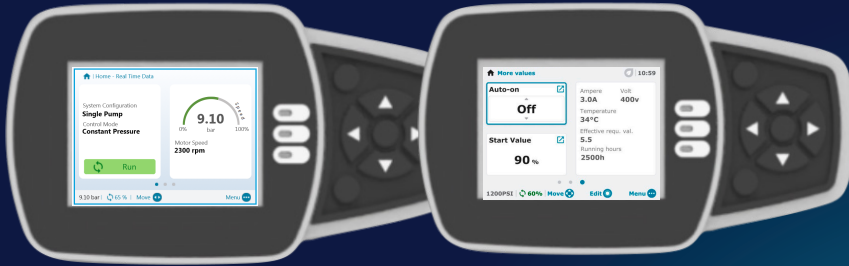 Home - Real Time Data
System Configuration
Single Pump
Control Mode
Constant Pressure
Run
Speed
9.10
0% bar 100%
Motor Speed
2300 rpm
9.10 bar | 65 % | Move
Menu
More values
10:59
Auto-on
Off
Start Value
90 %
Ampere Volt
3.0A 400v
Temperature
34°C
Effective requ. val.
5.5
Running hours
2500h
1200PSI 60% Move Edit Menu